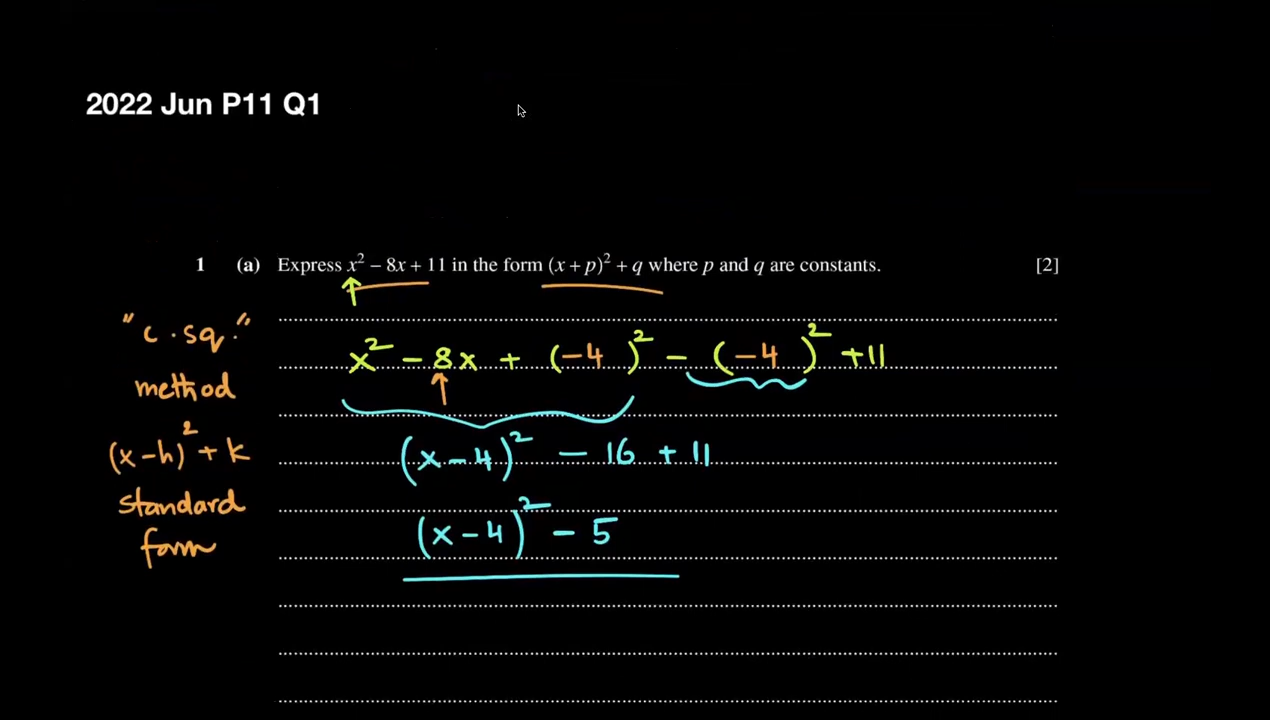 2022 Jun P11 Q1
1 (a) Express x² – 8x + 11 in the form (x + p)² + q where p and q are constants. [2]
"c.sq."
method
(x – h)² + k
standard
form
x² – 8x + (–4)² – (–4)² + 11
(x – 4)² – 16 + 11
(x – 4)² – 5